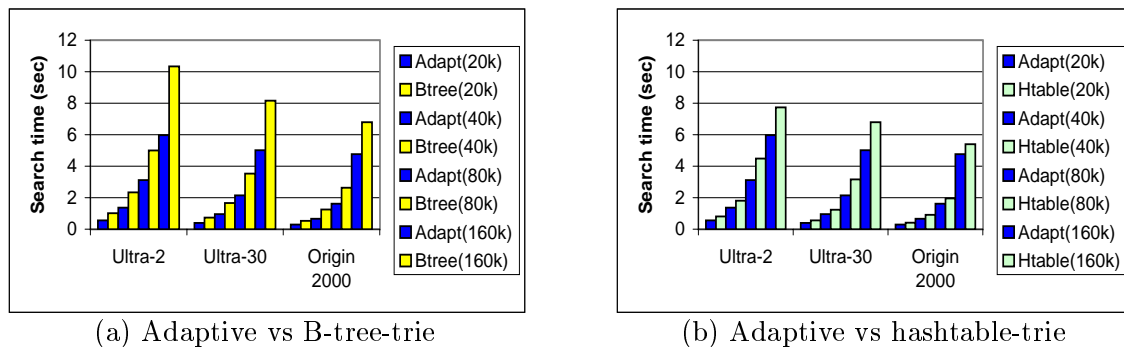 Search time (sec)
12
10
8
6
4
2
0
Ultra-2
Ultra-30
Origin
2000
Adapt(20k)
Btree(20k)
Adapt(40k)
Btree(40k)
Adapt(80k)
Btree(80k)
Adapt(160k)
Btree(160k)
(a) Adaptive vs B-tree-trie
Search time (sec)
12
10
8
6
4
2
0
Ultra-2
Ultra-30
Origin
2000
Adapt(20k)
Htable(20k)
Adapt(40k)
Htable(40k)
Adapt(80k)
Htable(80k)
Adapt(160k)
Htable(160k)
(b) Adaptive vs hashtable-trie